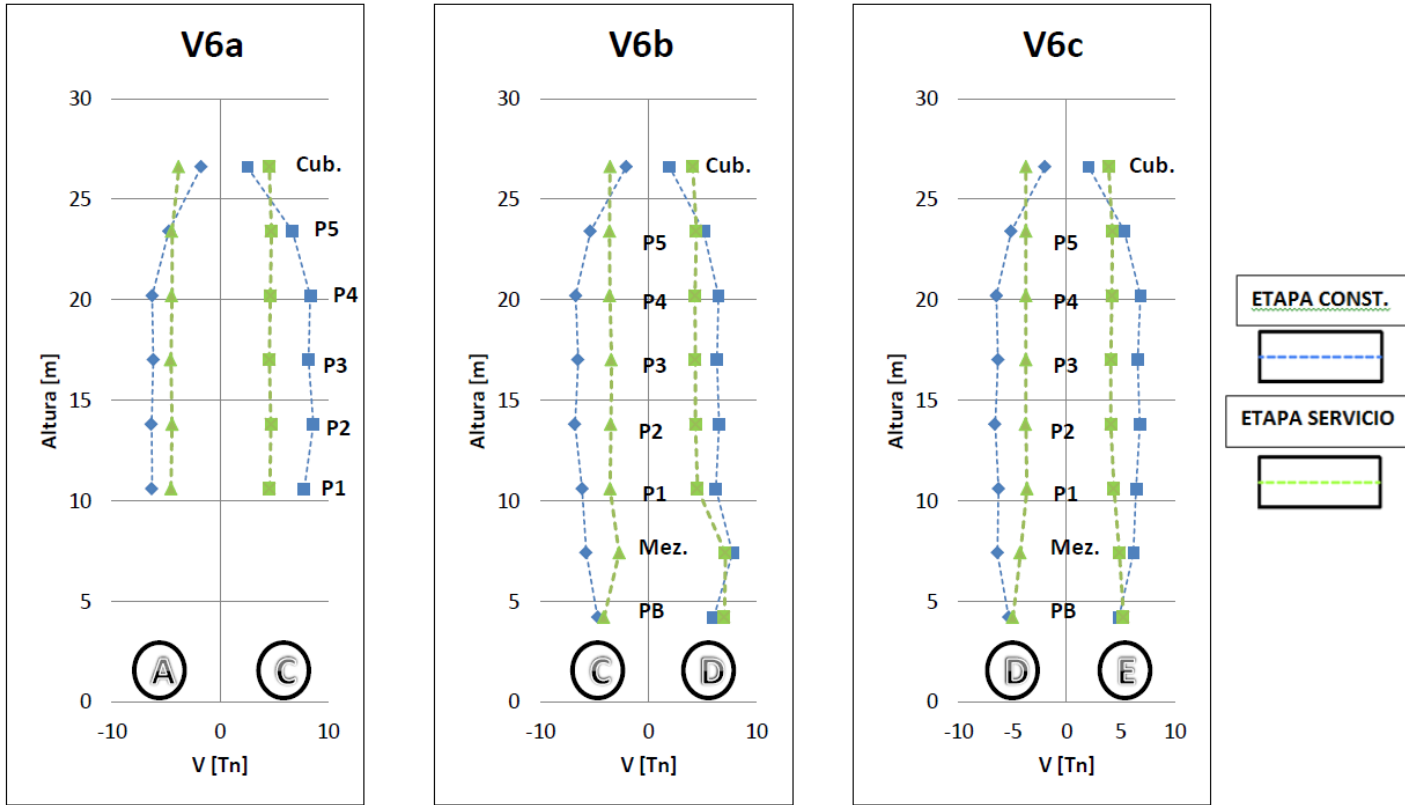 V6a
30
25
20
15
10
5
0
Altura [m]
Cub.
P5
P4
P3
P2
P1
A
C
-10
0
10
V [Tn]
V6b
30
25
20
15
10
5
0
Altura [m]
Cub.
P5
P4
P3
P2
P1
Mez.
PB
C
D
-10
0
10
V [Tn]
V6c
30
25
20
15
10
5
0
Altura [m]
Cub.
P5
P4
P3
P2
P1
Mez.
PB
D
E
-10
-5
0
5
10
V [Tn]
ETAPA CONST.
ETAPA SERVICIO